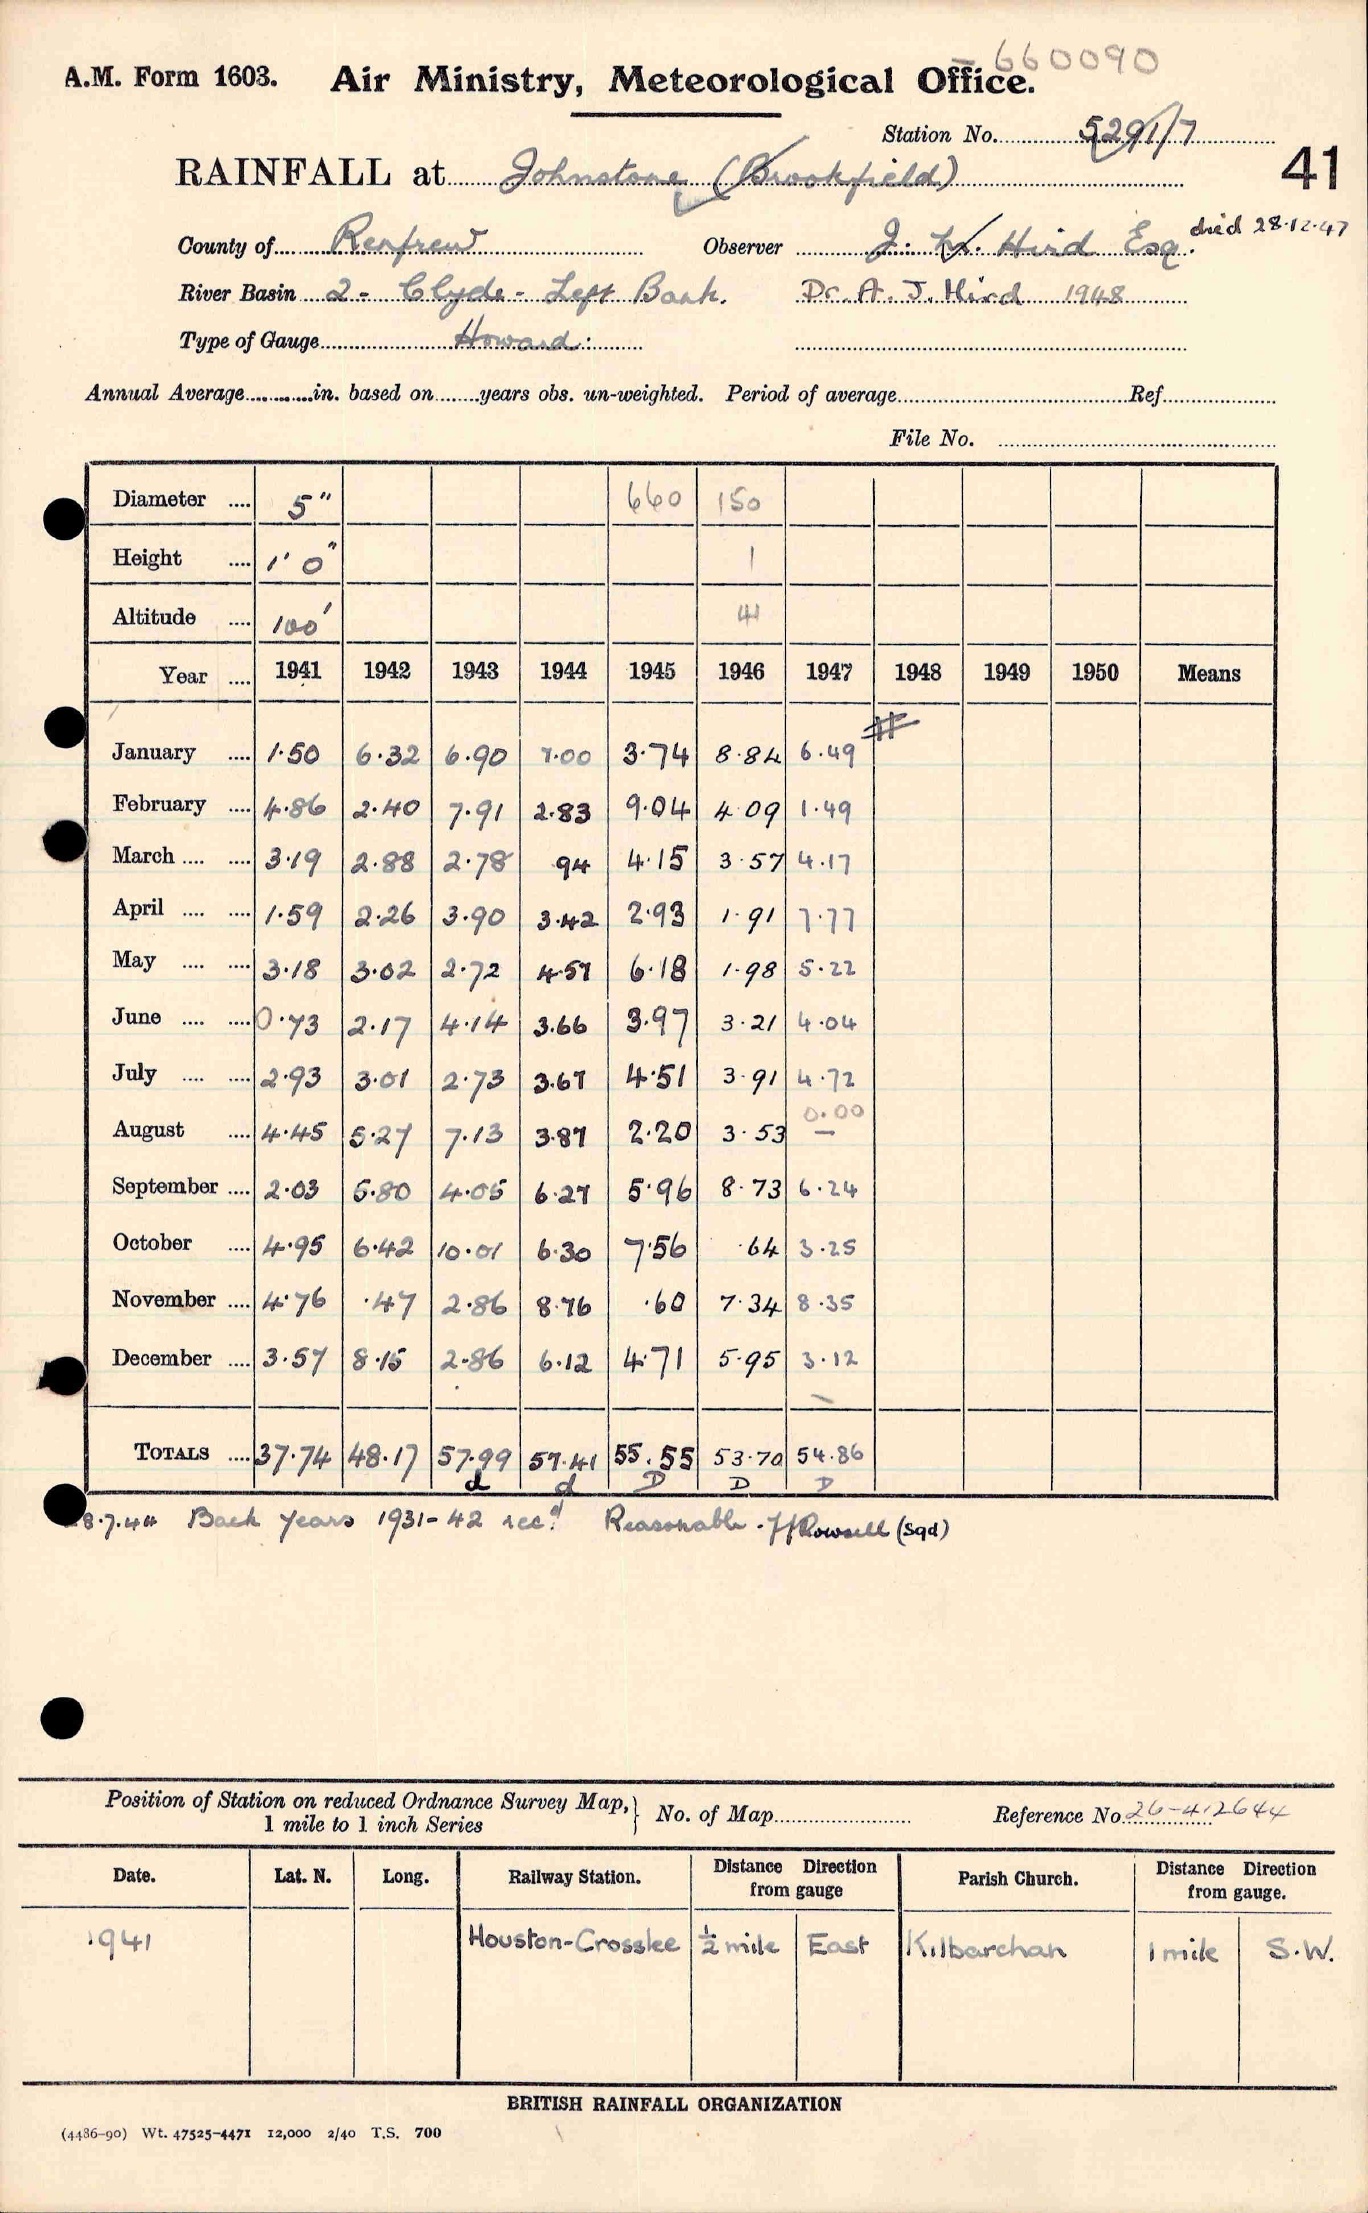 660090
A.M. Form 1603. Air Ministry, Meteorological Office.
Station No. 5291/7
41
RAINFALL at Johnstone (Brookfield)
County of Renfrew Observer J. W. Hird Esq. died 28.12.47
River Basin 2 - Clyde - Left Bank. Dr. A. J. Hird 1948
Type of Gauge Howard:
Annual Average............in. based on........years obs. un-weighted. Period of average Ref
File No.
Diameter .... 5" 660 150
Height .... 1' 0" 1
Altitude .... 100' 41
Year .... 1941 1942 1943 1944 1945 1946 1947 1948 1949 1950 Means
January .... 1.50 6.32 6.90 7.00 3.74 8.84 6.49
February .... 4.86 2.40 7.91 2.83 9.04 4.09 1.49
March .... .... 3.19 2.88 2.78 94 4.15 3.57 4.17
April .... .... 1.59 2.26 3.90 3.42 2.93 1.91 7.77
May .... .... 3.18 3.02 2.72 4.57 6.18 1.98 5.22
June .... .... 0.73 2.17 4.14 3.66 3.97 3.21 4.04
July .... .... 2.93 3.01 2.73 3.67 4.51 3.91 4.72
0.00
August .... 4.45 5.27 7.13 3.87 2.20 3.53 —
September .... 2.03 5.80 4.05 6.27 5.96 8.73 6.24
October .... 4.95 6.42 10.01 6.30 7.56 .64 3.25
November .... 4.76 .47 2.86 8.76 .60 7.34 8.35
December .... 3.57 8.15 2.86 6.12 4.71 5.95 3.12
TOTALS .... 37.74 48.17 57.99 57.41 55.55 53.70 54.86
d d D D D
8.7.44 Back years 1931-42 rec.d Reasonable. Rowsell (Sgd)
Position of Station on reduced Ordnance Survey Map, 1 mile to 1 inch Series } No. of Map Reference No. 26-412644
Date. Lat. N. Long. Railway Station. Distance Direction from gauge Parish Church. Distance Direction from gauge.
1941 Houston-Crosslee ½ mile East Kilbarchan 1 mile S.W.
BRITISH RAINFALL ORGANIZATION
(4486-90) Wt. 47525-4471 12,000 2/40 T.S. 700